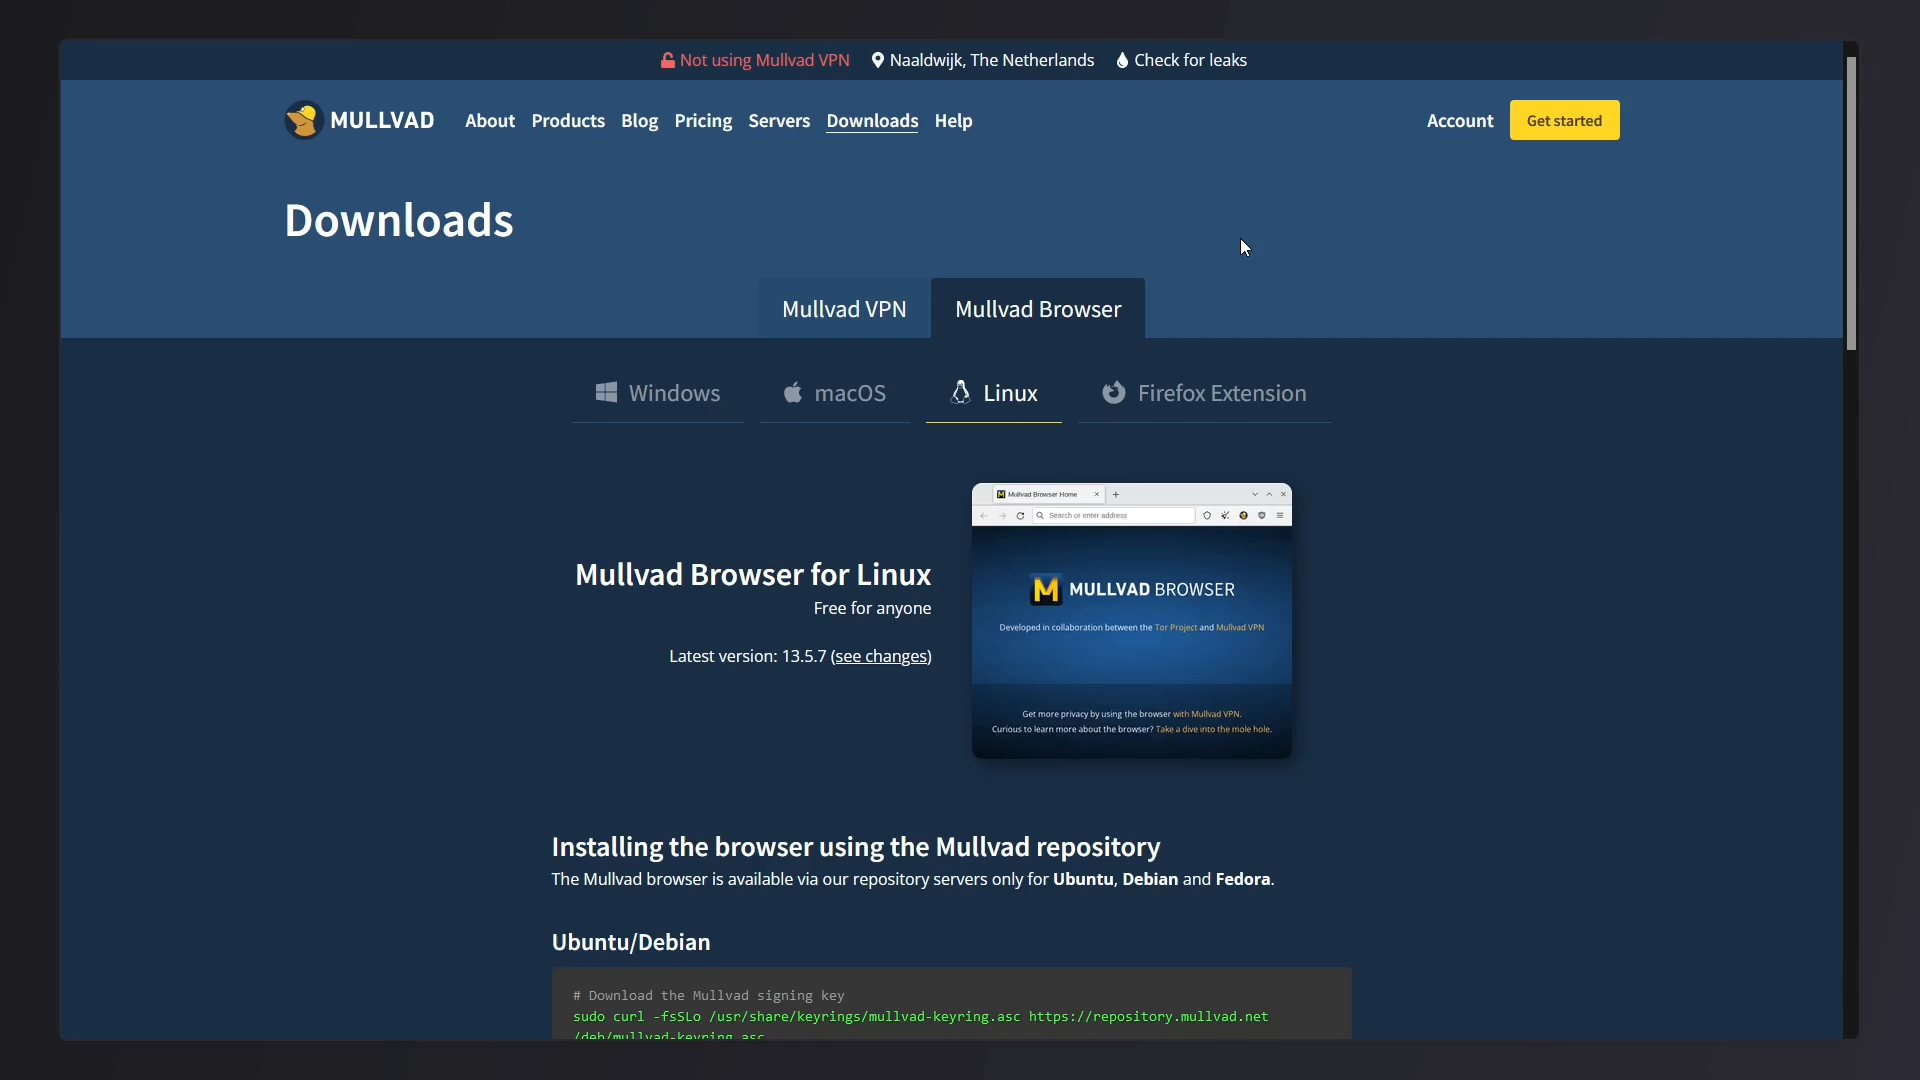 Not using Mullvad VPN Naaldwijk, The Netherlands Check for leaks
MULLVAD About Products Blog Pricing Servers Downloads Help Account Get started
Downloads
Mullvad VPN Mullvad Browser
Windows macOS Linux Firefox Extension
Mullvad Browser Home
Search or enter address
Mullvad Browser for Linux
Free for anyone
Latest version: 13.5.7 (see changes)
MULLVAD BROWSER
Developed in collaboration between the Tor Project and Mullvad VPN
Get more privacy by using the browser with Mullvad VPN.
Curious to learn more about the browser? Take a dive into the mole hole.
Installing the browser using the Mullvad repository
The Mullvad browser is available via our repository servers only for Ubuntu, Debian and Fedora.
Ubuntu/Debian
# Download the Mullvad signing key
sudo curl -fsSLo /usr/share/keyrings/mullvad-keyring.asc https://repository.mullvad.net
/deb/mullvad-keyring.asc